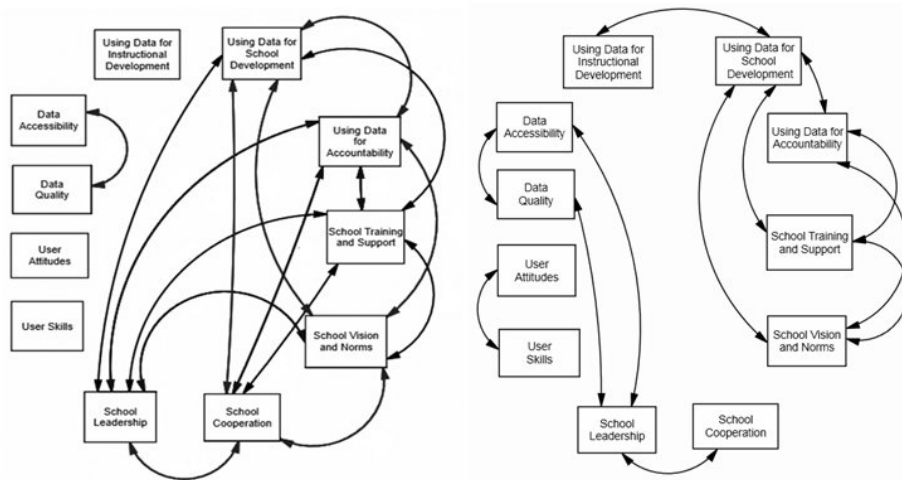 Using Data for
Instructional
Development
Using Data for
School
Development
Data
Accessibility
Using Data
for
Accountability
Data
Quality
School Training
and Support
User
Attitudes
User Skills
School Vision
and Norms
School
Leadership
School
Cooperation
Using Data for
Instructional
Development
Using Data for
School
Development
Data
Accessibility
Using Data for
Accountability
Data
Quality
School Training
and Support
User
Attitudes
User
Skills
School Vision
and Norms
School
Leadership
School
Cooperation